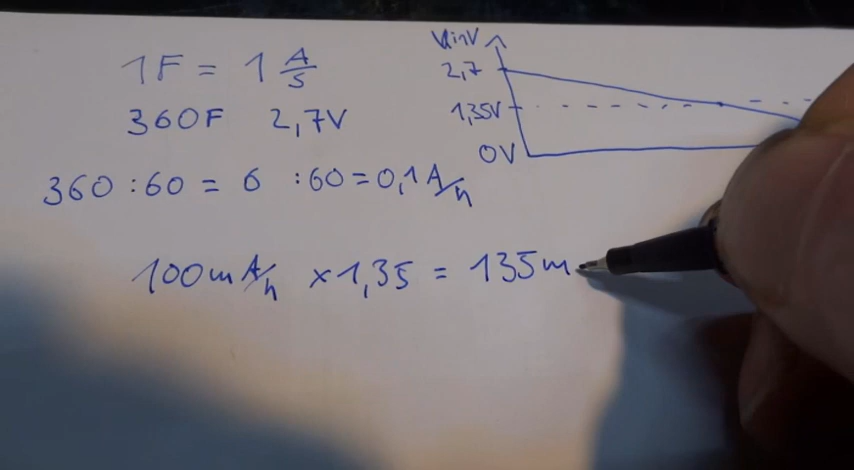 1F = 1 A/s
360F 2,7V
360 : 60 = 6 : 60 = 0,1 A/h
100mA/h × 1,35 = 135m
U in V
2,7
1,35V
0V